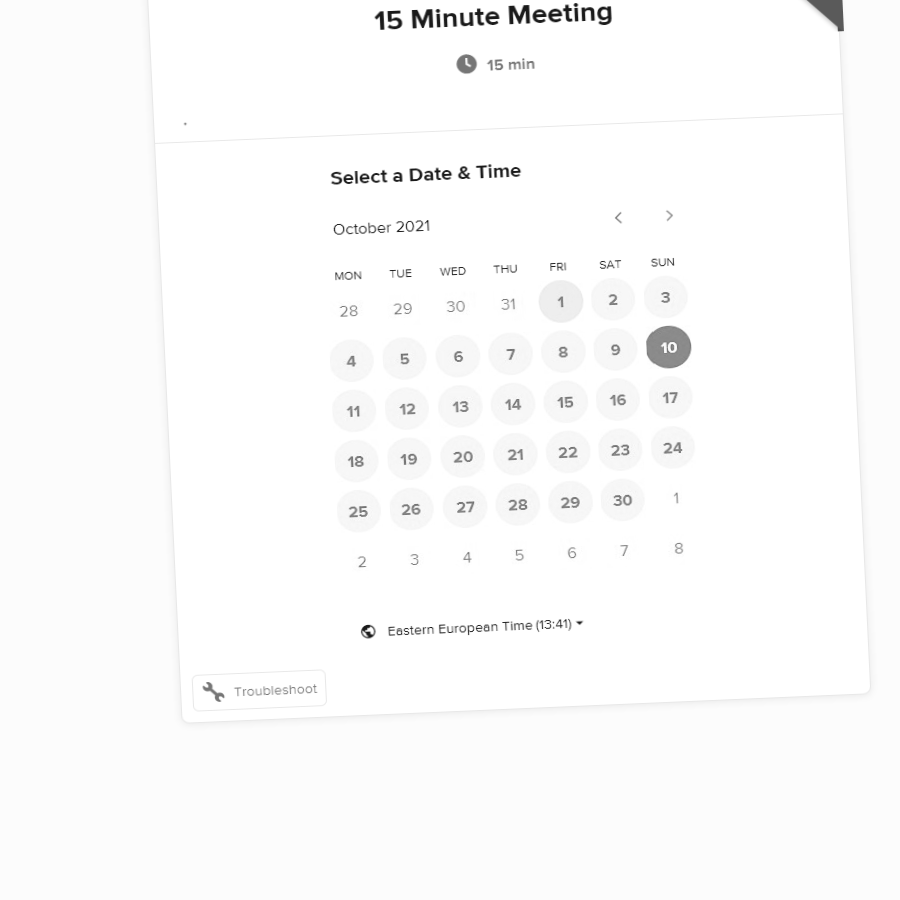 15 Minute Meeting
15 min
Select a Date & Time
October 2021
MON TUE WED THU FRI SAT SUN
28 29 30 31 1 2 3
4 5 6 7 8 9 10
11 12 13 14 15 16 17
18 19 20 21 22 23 24
25 26 27 28 29 30 1
2 3 4 5 6 7 8
Eastern European Time (13:41)
Troubleshoot